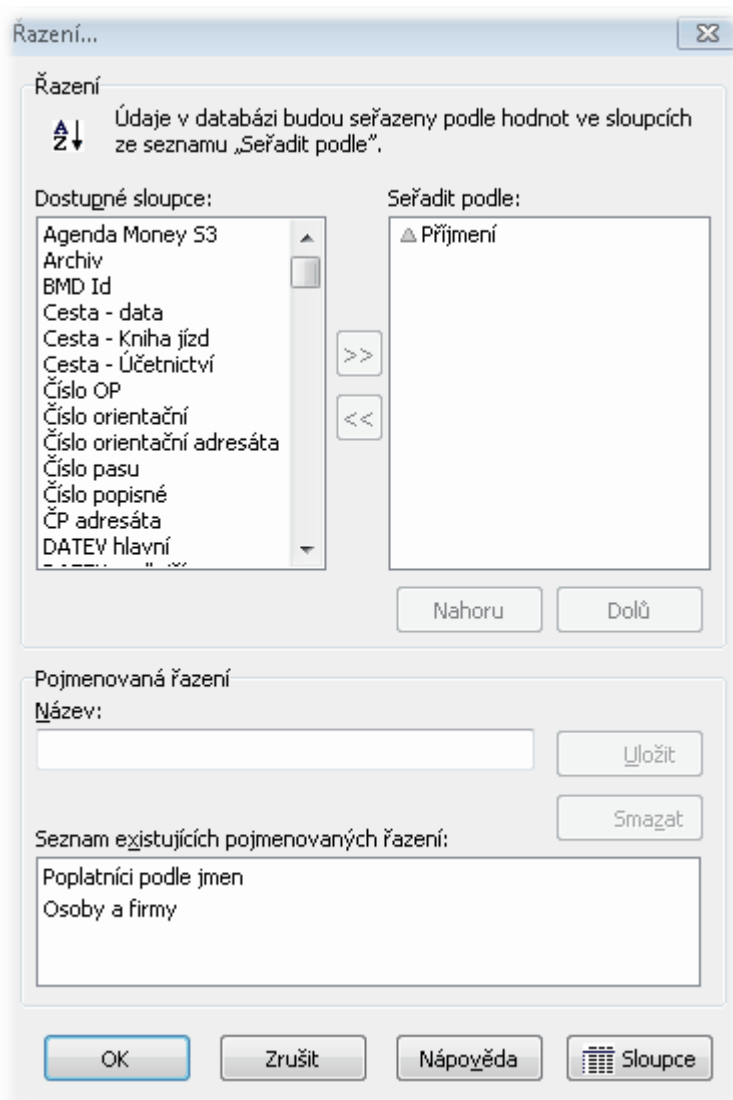 Řazení...
Řazení
Údaje v databázi budou seřazeny podle hodnot ve sloupcích
ze seznamu „Seřadit podle”.
Dostupné sloupce:
Agenda Money S3
Archiv
BMD Id
Cesta - data
Cesta - Kniha jízd
Cesta - Účetnictví
Číslo OP
Číslo orientační
Číslo orientační adresáta
Číslo pasu
Číslo popisné
ČP adresáta
DATEV hlavní
>>
<<
Seřadit podle:
Příjmení
Nahoru
Dolů
Pojmenovaná řazení
Název:
Uložit
Smazat
Seznam existujících pojmenovaných řazení:
Poplatníci podle jmen
Osoby a firmy
OK
Zrušit
Nápověda
Sloupce